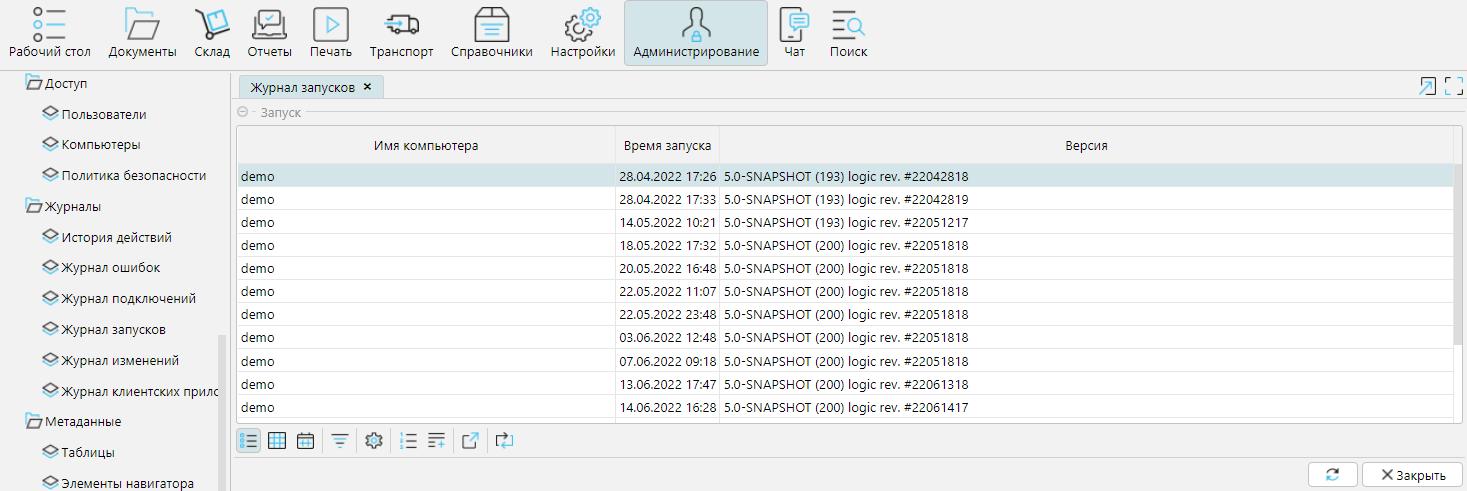 Рабочий стол Документы Склад Отчеты Печать Транспорт Справочники Настройки Администрирование Чат Поиск
Доступ
Пользователи
Компьютеры
Политика безопасности
Журналы
История действий
Журнал ошибок
Журнал подключений
Журнал запусков
Журнал изменений
Журнал клиентских прило
Метаданные
Таблицы
Элементы навигатора
Журнал запусков
Запуск
Имя компьютера Время запуска Версия
demo 28.04.2022 17:26 5.0-SNAPSHOT (193) logic rev. #22042818
demo 28.04.2022 17:33 5.0-SNAPSHOT (193) logic rev. #22042819
demo 14.05.2022 10:21 5.0-SNAPSHOT (193) logic rev. #22051217
demo 18.05.2022 17:32 5.0-SNAPSHOT (200) logic rev. #22051818
demo 20.05.2022 16:48 5.0-SNAPSHOT (200) logic rev. #22051818
demo 22.05.2022 11:07 5.0-SNAPSHOT (200) logic rev. #22051818
demo 22.05.2022 23:48 5.0-SNAPSHOT (200) logic rev. #22051818
demo 03.06.2022 12:48 5.0-SNAPSHOT (200) logic rev. #22051818
demo 07.06.2022 09:18 5.0-SNAPSHOT (200) logic rev. #22051818
demo 13.06.2022 17:47 5.0-SNAPSHOT (200) logic rev. #22061318
demo 14.06.2022 16:28 5.0-SNAPSHOT (200) logic rev. #22061417
Закрыть